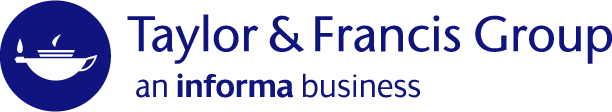 Taylor & Francis Group
an informa business